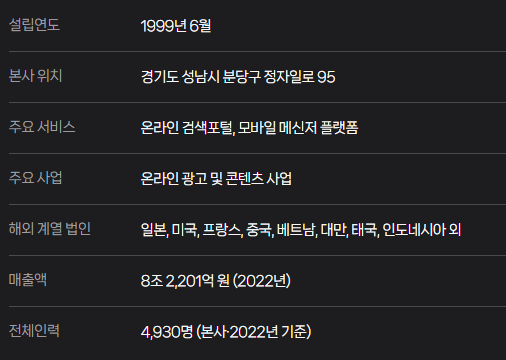 설립연도 1999년 6월
본사 위치 경기도 성남시 분당구 정자일로 95
주요 서비스 온라인 검색포털, 모바일 메신저 플랫폼
주요 사업 온라인 광고 및 콘텐츠 사업
해외 계열 법인 일본, 미국, 프랑스, 중국, 베트남, 대만, 태국, 인도네시아 외
매출액 8조 2,201억 원 (2022년)
전체인력 4,930명 (본사·2022년 기준)